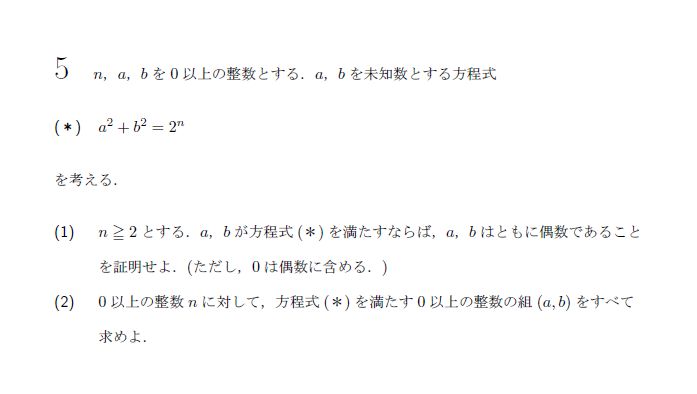 5 n，a，b を 0 以上の整数とする．a，b を未知数とする方程式
(＊) a² + b² = 2ⁿ
を考える．
(1) n ≧ 2 とする．a，b が方程式 (＊) を満たすならば，a，b はともに偶数であること
を証明せよ．(ただし，0 は偶数に含める．)
(2) 0 以上の整数 n に対して，方程式 (＊) を満たす 0 以上の整数の組 (a, b) をすべて
求めよ．